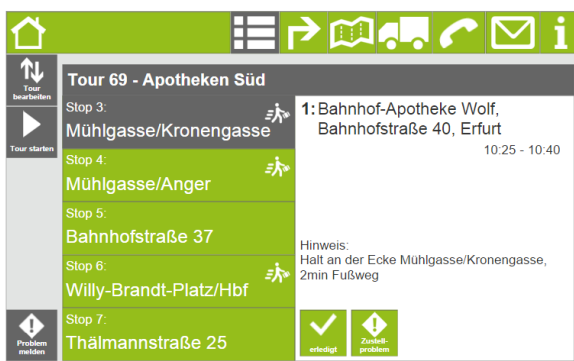 i
Tour
bearbeiten
Tour starten
Problem
melden
Tour 69 - Apotheken Süd
Stop 3:
Mühlgasse/Kronengasse
Stop 4:
Mühlgasse/Anger
Stop 5:
Bahnhofstraße 37
Stop 6:
Willy-Brandt-Platz/Hbf
Stop 7:
Thälmannstraße 25
1: Bahnhof-Apotheke Wolf,
Bahnhofstraße 40, Erfurt
10:25 - 10:40
Hinweis:
Halt an der Ecke Mühlgasse/Kronengasse,
2min Fußweg
erledigt
Zustell-
problem